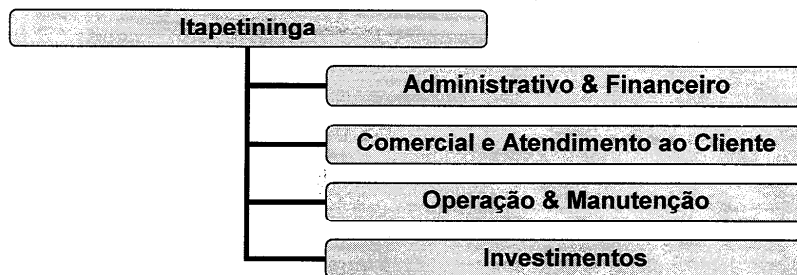 Itapetininga
Administrativo & Financeiro
Comercial e Atendimento ao Cliente
Operação & Manutenção
Investimentos